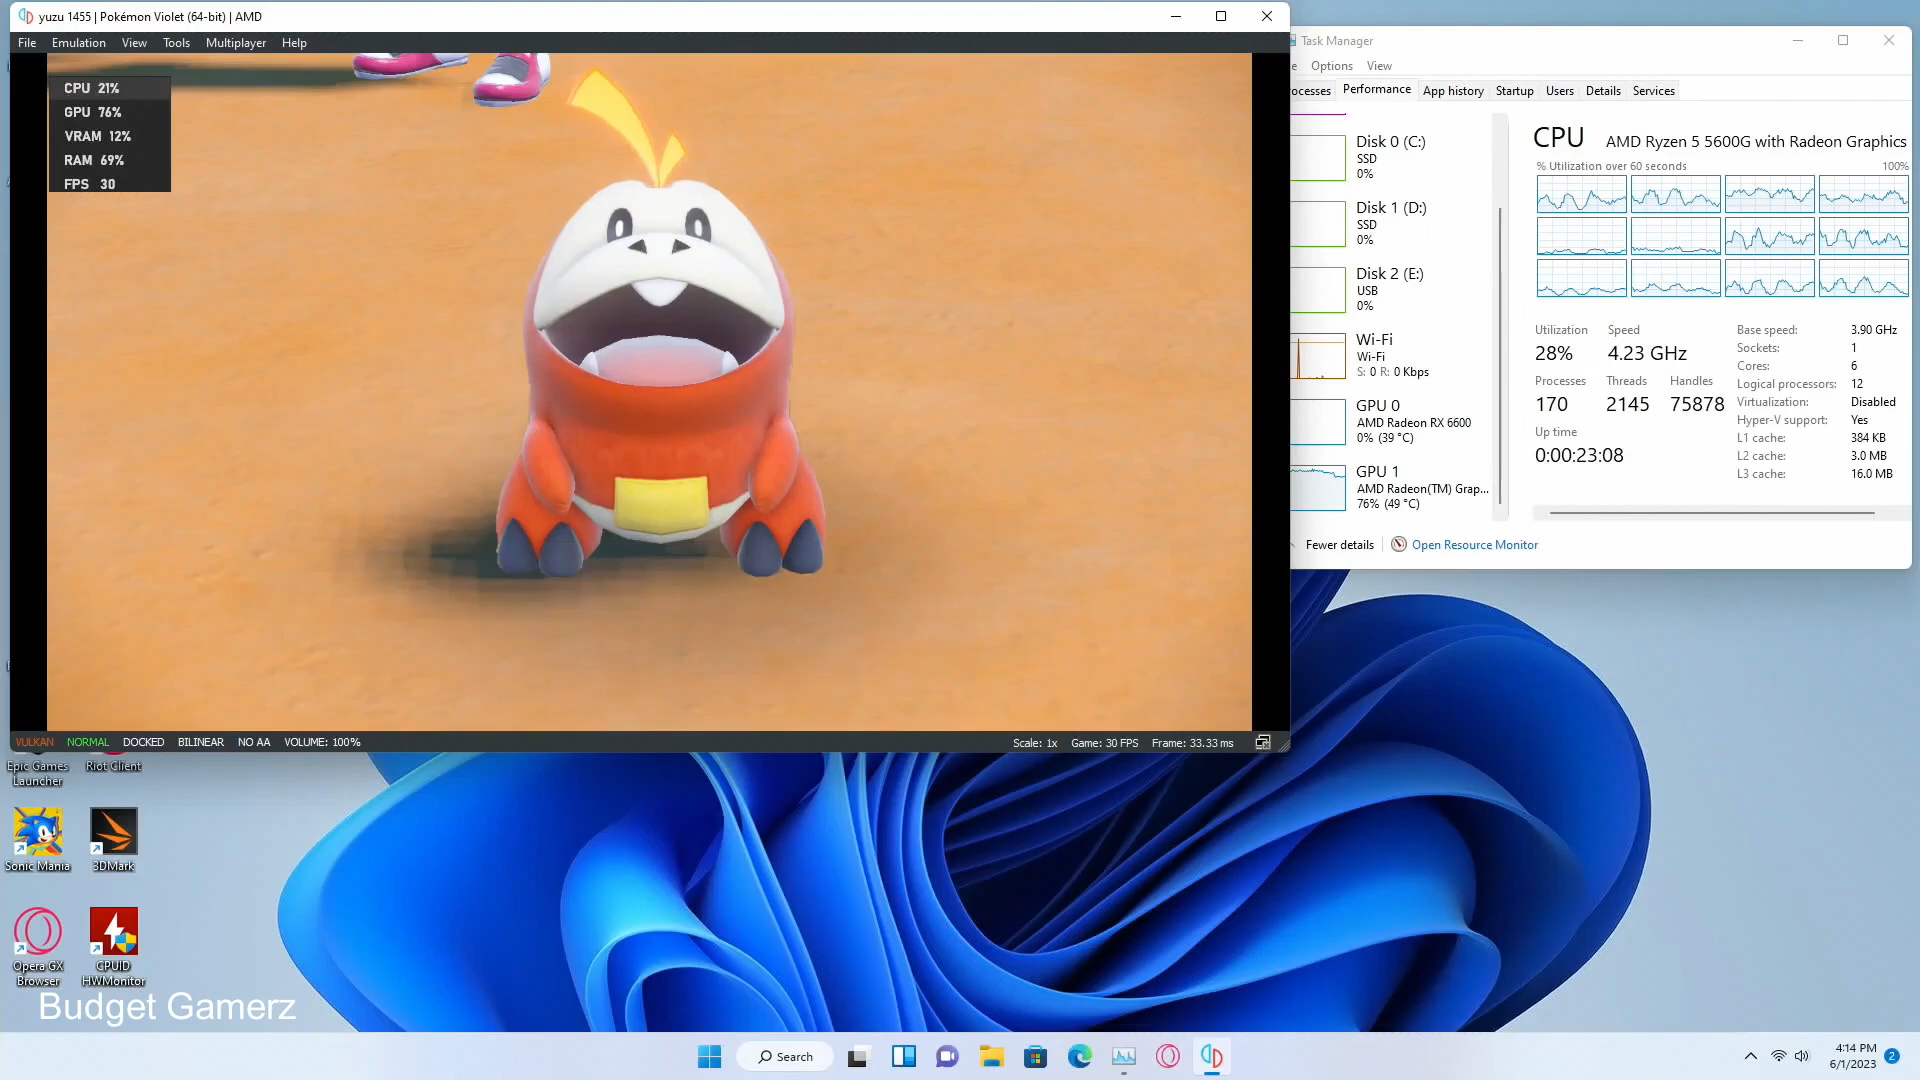 yuzu 1455 | Pokémon Violet (64-bit) | AMD
File Emulation View Tools Multiplayer Help
CPU 21%
GPU 76%
VRAM 12%
RAM 69%
FPS 30
VULKAN NORMAL DOCKED BILINEAR NO AA VOLUME: 100%
Scale: 1x Game: 30 FPS Frame: 33.33 ms
Task Manager
Options View
Performance App history Startup Users Details Services
Disk 0 (C:)
SSD
0%
Disk 1 (D:)
SSD
0%
Disk 2 (E:)
USB
0%
Wi-Fi
Wi-Fi
S: 0 R: 0 Kbps
GPU 0
AMD Radeon RX 6600
0% (39 °C)
GPU 1
AMD Radeon(TM) Grap...
76% (49 °C)
CPU AMD Ryzen 5 5600G with Radeon Graphics
% Utilization over 60 seconds 100%
Utilization Speed
28% 4.23 GHz
Processes Threads Handles
170 2145 75878
Up time
0:00:23:08
Base speed: 3.90 GHz
Sockets: 1
Cores: 6
Logical processors: 12
Virtualization: Disabled
Hyper-V support: Yes
L1 cache: 384 KB
L2 cache: 3.0 MB
L3 cache: 16.0 MB
Fewer details Open Resource Monitor
Epic Games
Launcher
Riot Client
Sonic Mania
3DMark
Opera GX
Browser
CPUID
HWMonitor
Budget Gamerz
Search
4:14 PM
6/1/2023
2